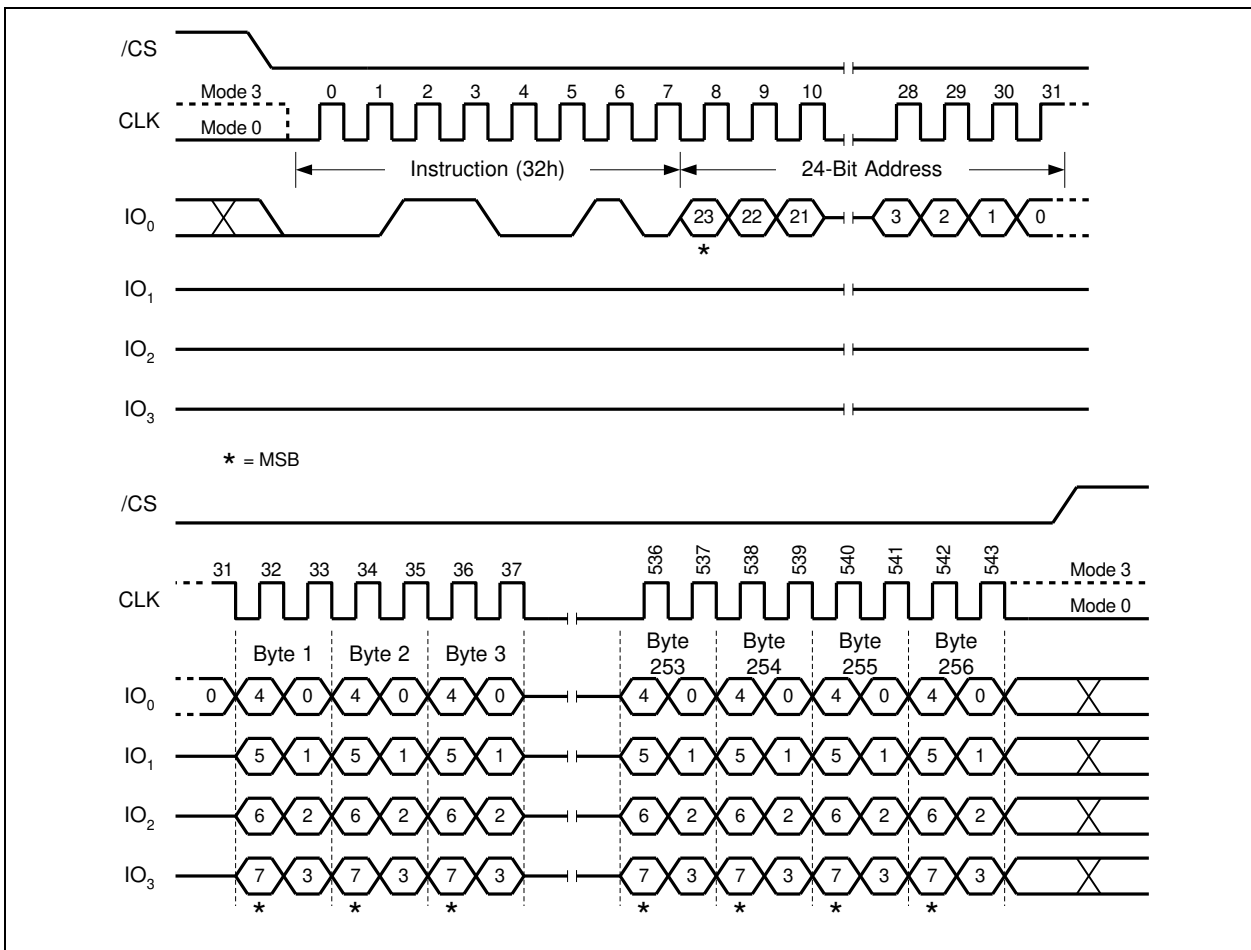 /CS
Mode 3 0 1 2 3 4 5 6 7 8 9 10 28 29 30 31
CLK
Mode 0
Instruction (32h) 24-Bit Address
IO0 23 22 21 3 2 1 0
*
IO1
IO2
IO3
* = MSB
/CS
31 32 33 34 35 36 37 536 537 538 539 540 541 542 543 Mode 3
CLK
Mode 0
Byte 1 Byte 2 Byte 3 Byte 253 Byte 254 Byte 255 Byte 256
IO0 0 4 0 4 0 4 0 4 0 4 0 4 0 4 0
IO1 5 1 5 1 5 1 5 1 5 1 5 1 5 1
IO2 6 2 6 2 6 2 6 2 6 2 6 2 6 2
IO3 7 3 7 3 7 3 7 3 7 3 7 3 7 3
* * * * * * *